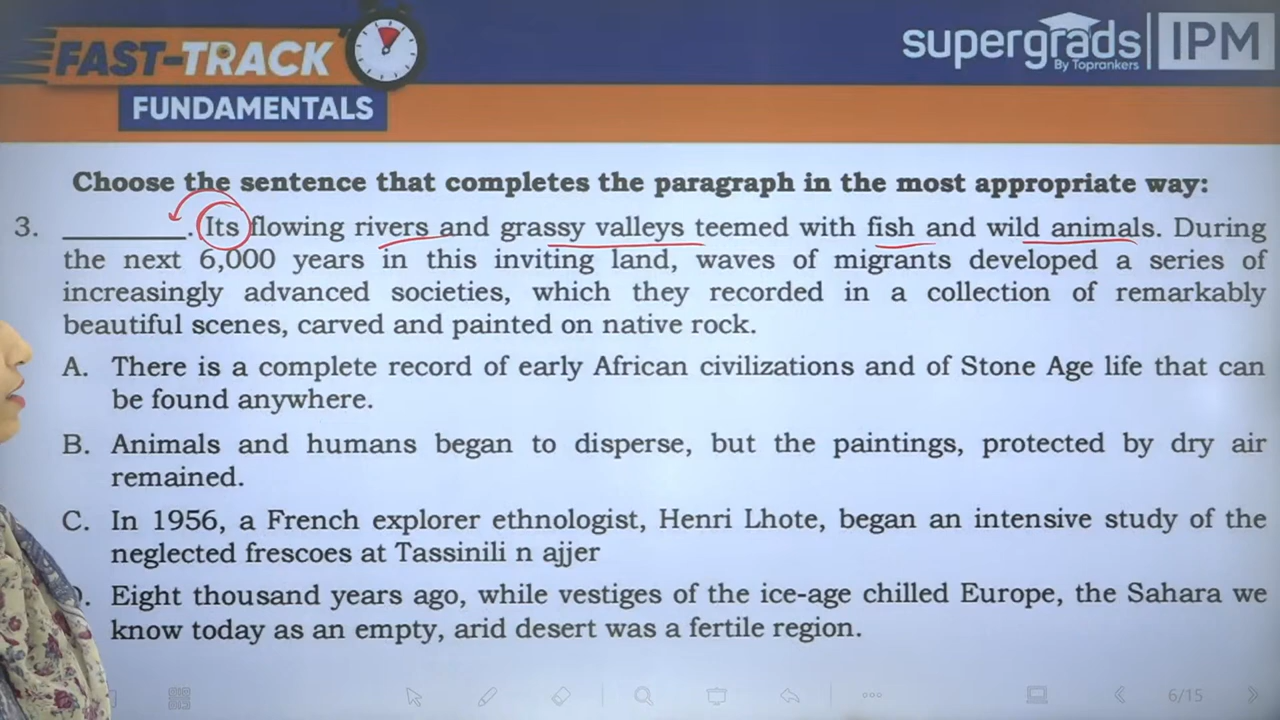 FAST-TRACK
FUNDAMENTALS
supergrads
By Toprankers
IPM
Choose the sentence that completes the paragraph in the most appropriate way:
3. ________. Its flowing rivers and grassy valleys teemed with fish and wild animals. During
the next 6,000 years in this inviting land, waves of migrants developed a series of
increasingly advanced societies, which they recorded in a collection of remarkably
beautiful scenes, carved and painted on native rock.
A. There is a complete record of early African civilizations and of Stone Age life that can
be found anywhere.
B. Animals and humans began to disperse, but the paintings, protected by dry air
remained.
C. In 1956, a French explorer ethnologist, Henri Lhote, began an intensive study of the
neglected frescoes at Tassinili n ajjer
Eight thousand years ago, while vestiges of the ice-age chilled Europe, the Sahara we
know today as an empty, arid desert was a fertile region.
6/15